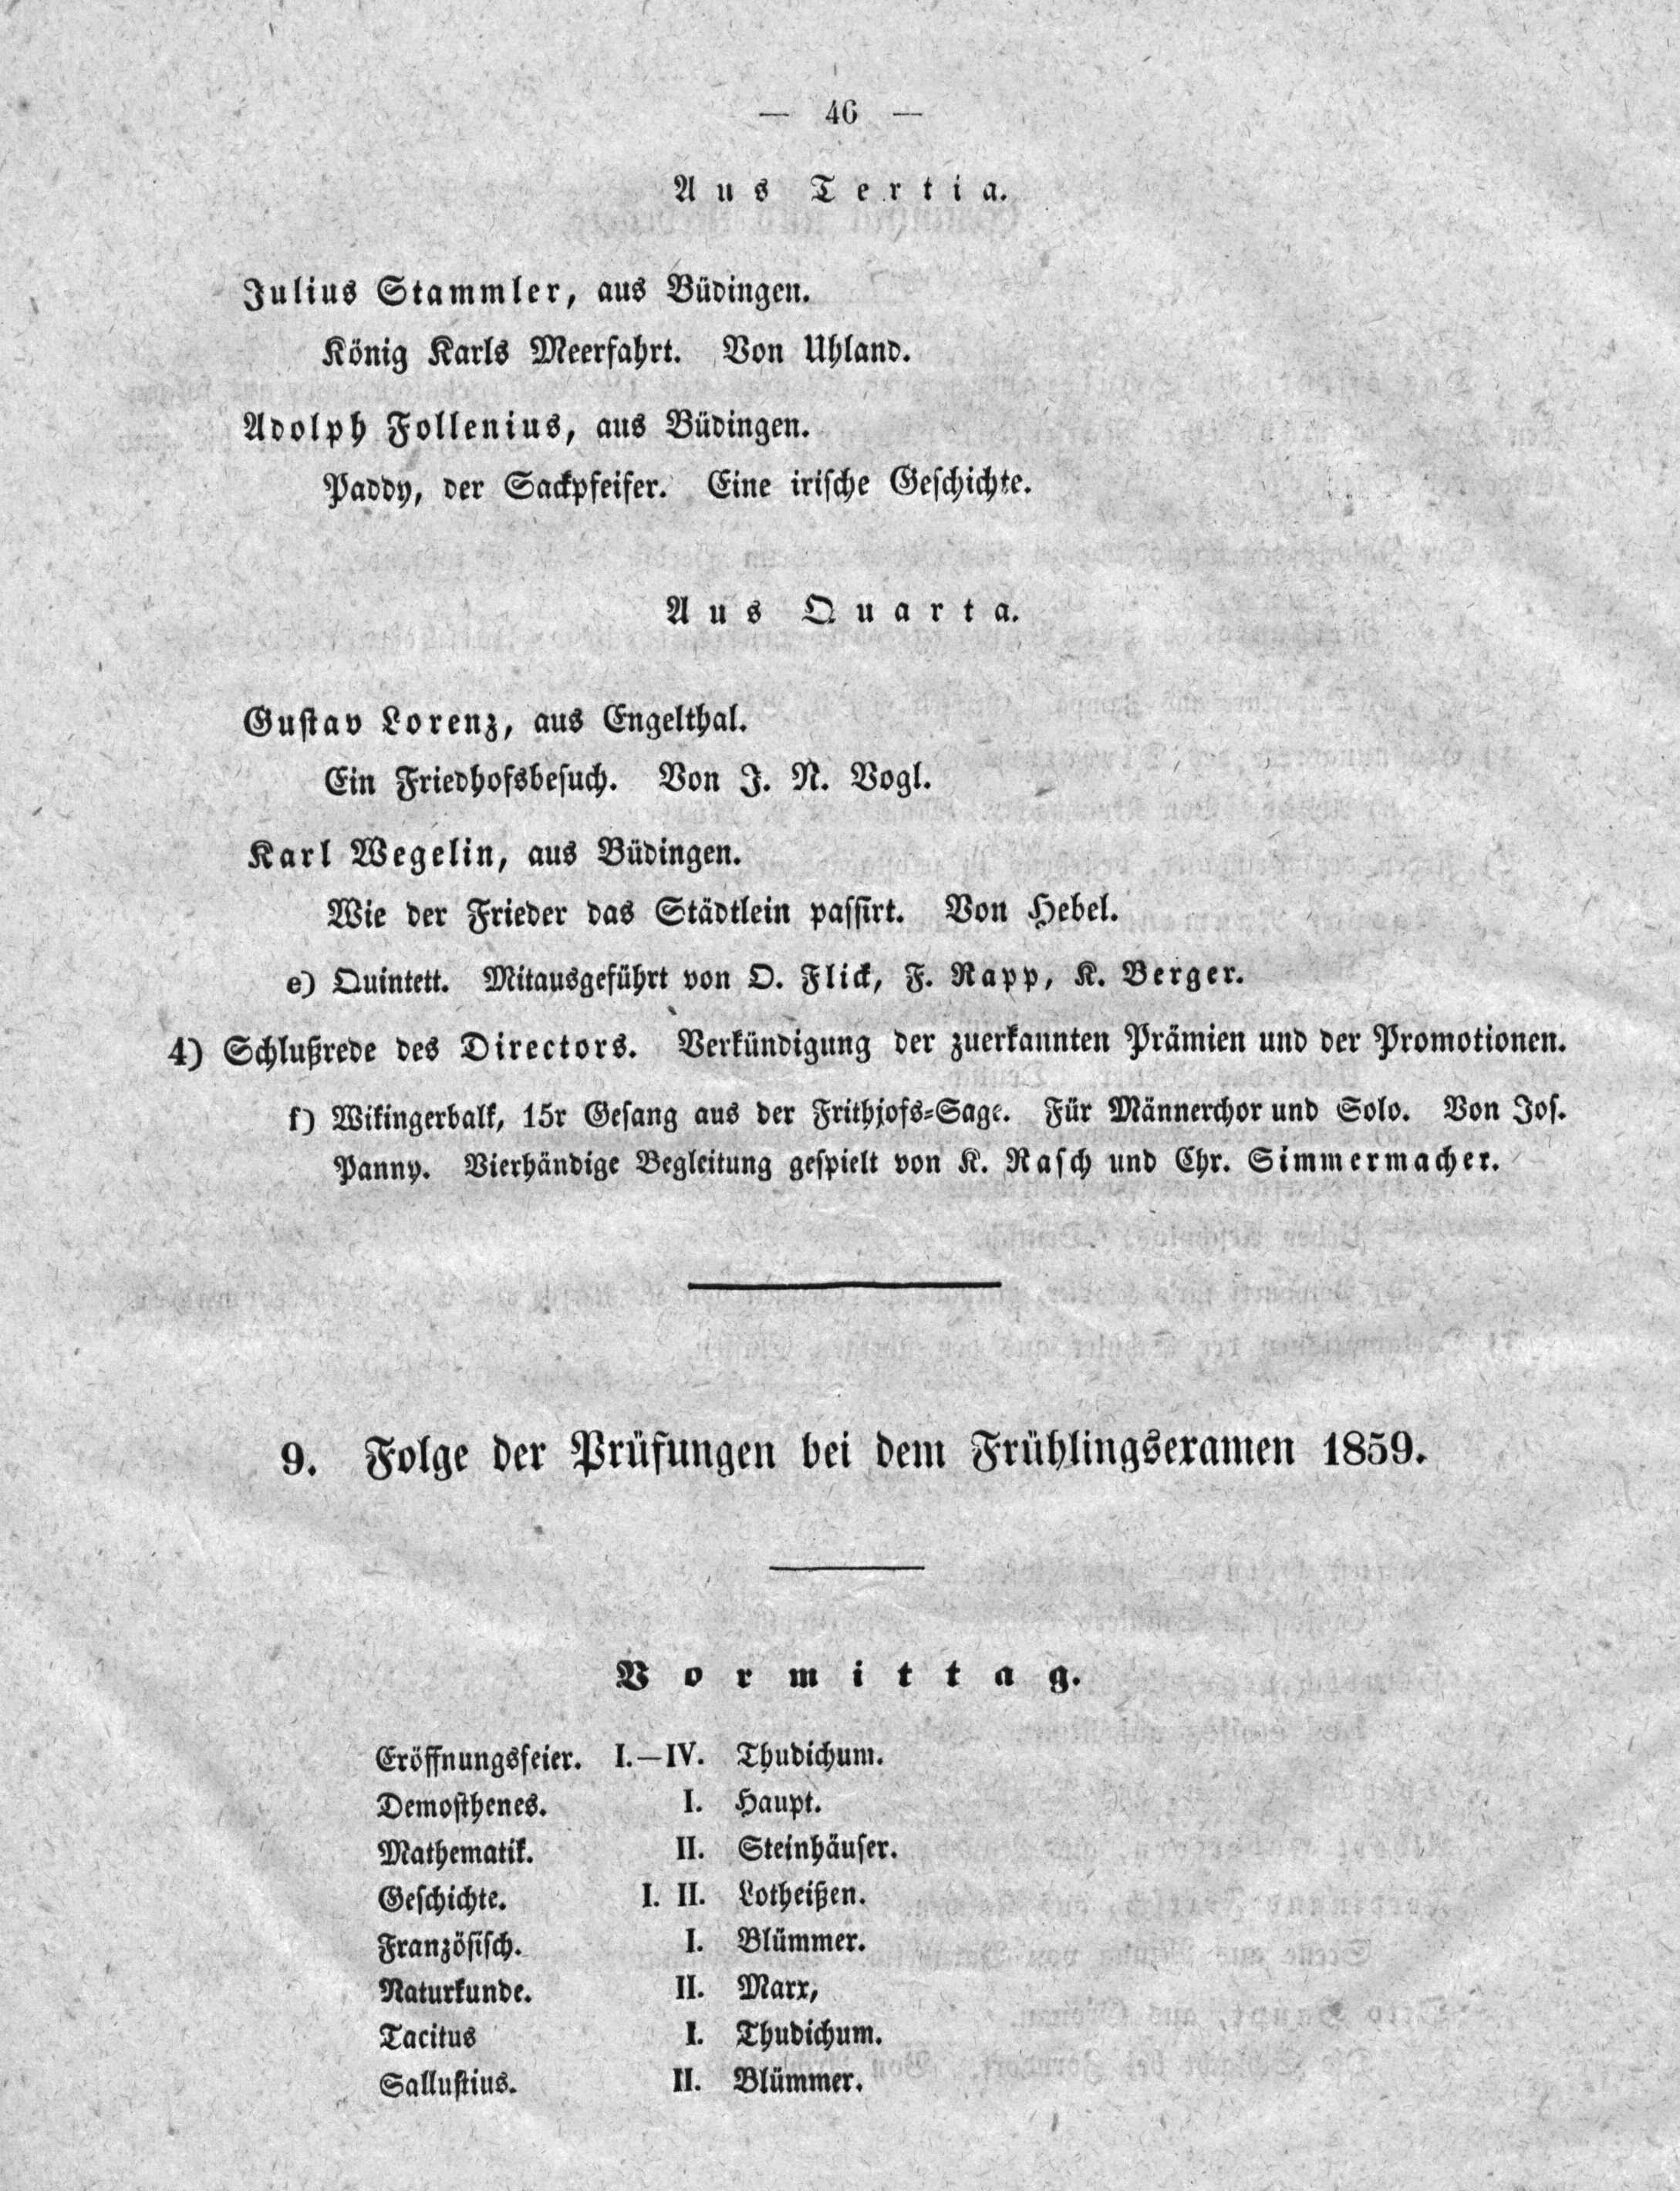 — 46 —
Aus Tertia.
Julius Stammler, aus Büdingen.
König Karls Meerfahrt. Von Uhland.
Adolph Follenius, aus Büdingen.
Paddy, der Sackpfeifer. Eine irische Geschichte.
Aus Quarta.
Gustav Lorenz, aus Engelthal.
Ein Friedhofsbesuch. Von J. N. Vogl.
Karl Wegelin, aus Büdingen.
Wie der Frieder das Städtlein passirt. Von Hebel.
e) Quintett. Mitausgeführt von O. Flick, F. Rapp, K. Berger.
4) Schlußrede des Directors. Verkündigung der zuerkannten Prämien und der Promotionen.
f) Wikingerbalk, 15r Gesang aus der Frithjofs-Sage. Für Männerchor und Solo. Von Jos.
Panny. Vierhändige Begleitung gespielt von K. Rasch und Chr. Simmermacher.
9. Folge der Prüfungen bei dem Frühlingsexamen 1859.
Vormittag.
Eröffnungsfeier. I.—IV. Thudichum.
Demosthenes. I. Haupt.
Mathematik. II. Steinhäuser.
Geschichte. I. II. Lotheißen.
Französisch. I. Blümmer.
Naturkunde. II. Marx,
Tacitus I. Thudichum.
Sallustius. II. Blümmer.